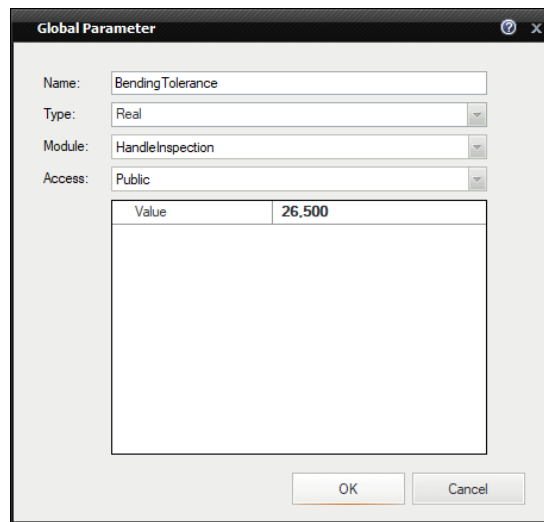 Global Parameter
Name: BendingTolerance
Type: Real
Module: HandleInspection
Access: Public
Value 26,500
OK Cancel